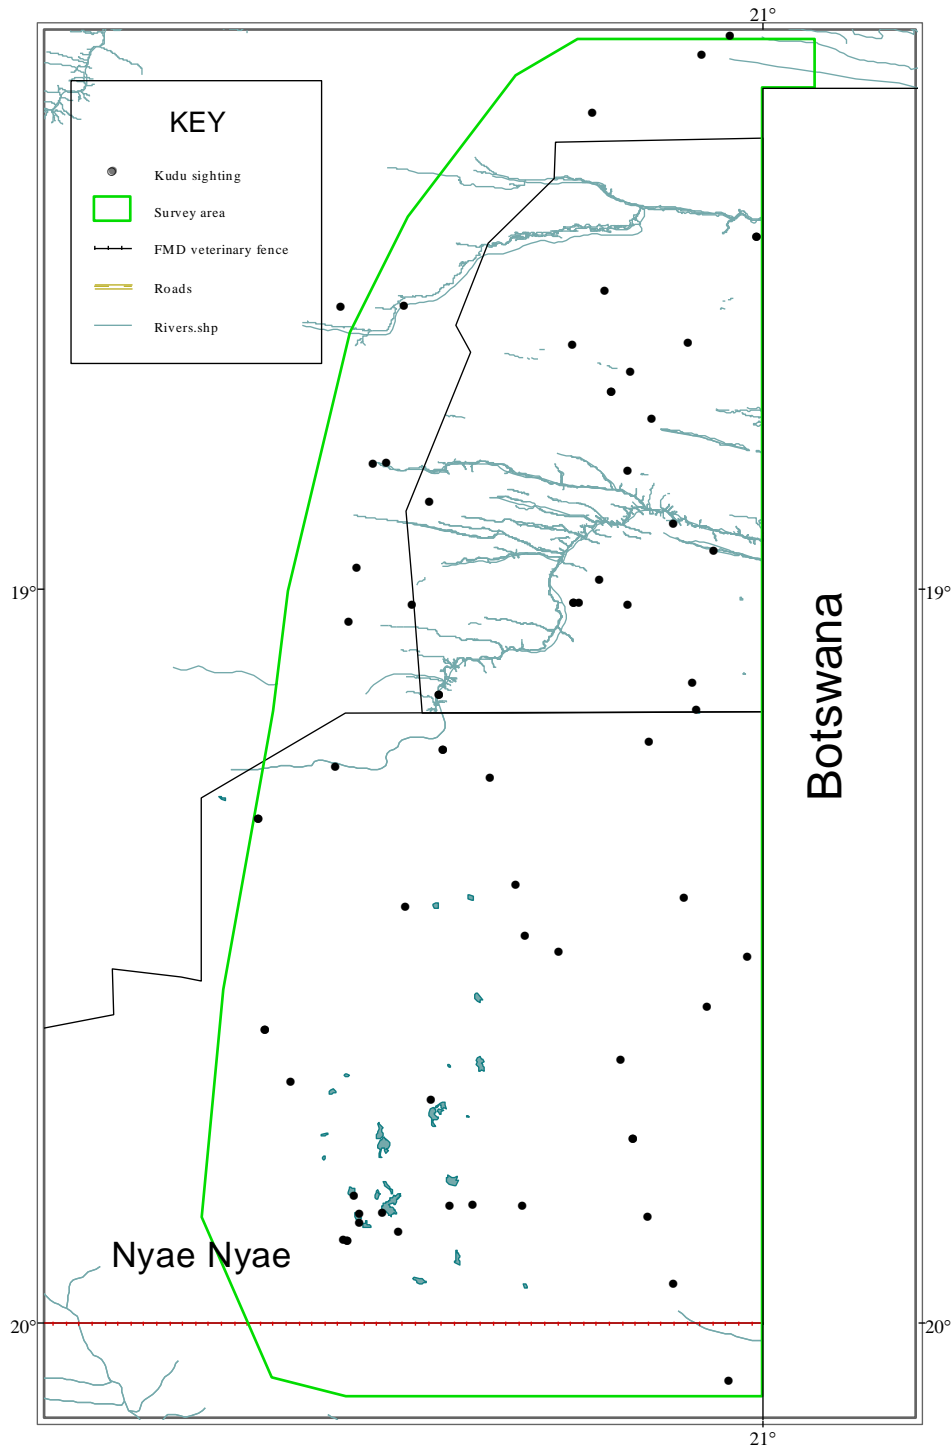 21°
KEY
Kudu sighting
Survey area
FMD veterinary fence
Roads
Rivers.shp
19°
19°
Botswana
Nyae Nyae
20°
20°
21°